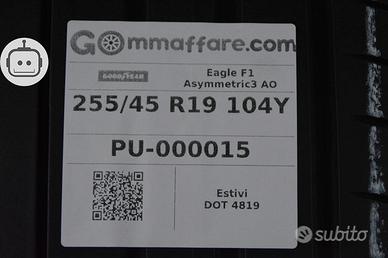 GOmmaffare.com
GOODYEAR
Eagle F1
Asymmetric3 AO
255/45 R19 104Y
PU-000015
Estivi
DOT 4819
subito